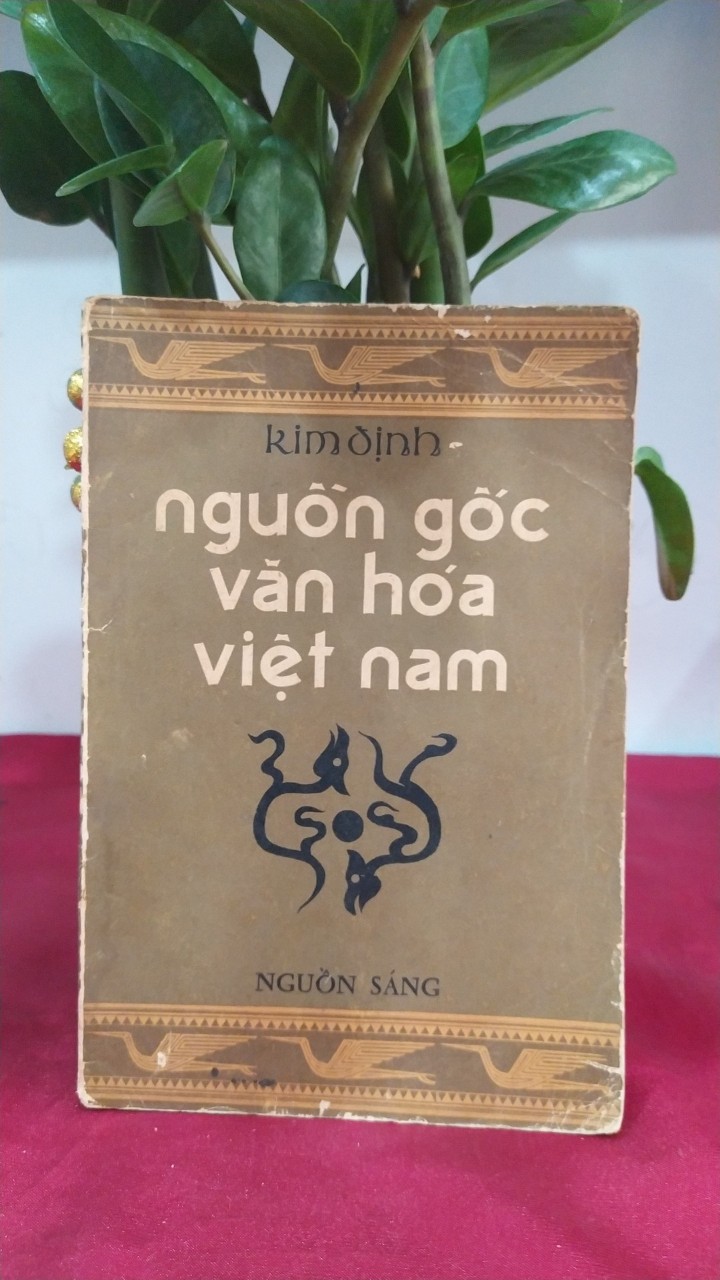 kim định
nguồn gốc
văn hóa
việt nam
NGUỒN SÁNG